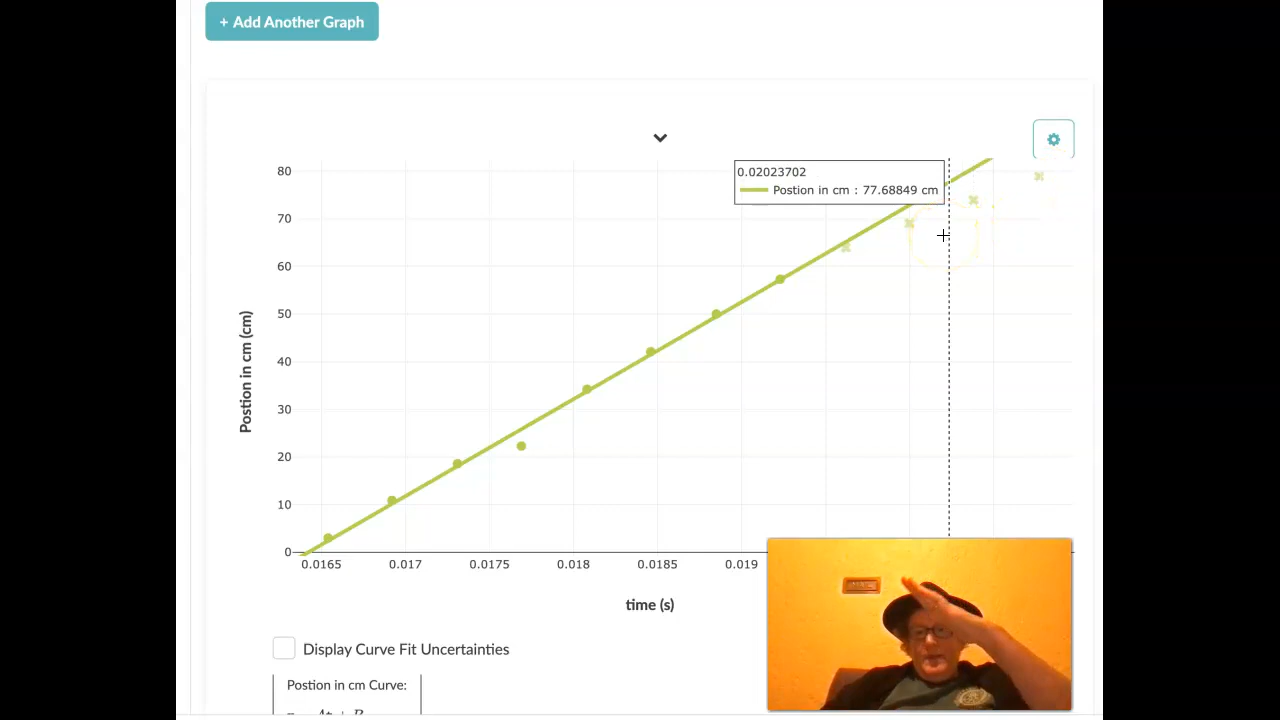 + Add Another Graph
80
70
60
50
40
30
20
10
0
Postion in cm (cm)
0.02023702
Postion in cm : 77.68849 cm
0.0165 0.017 0.0175 0.018 0.0185 0.019
time (s)
Display Curve Fit Uncertainties
Postion in cm Curve: